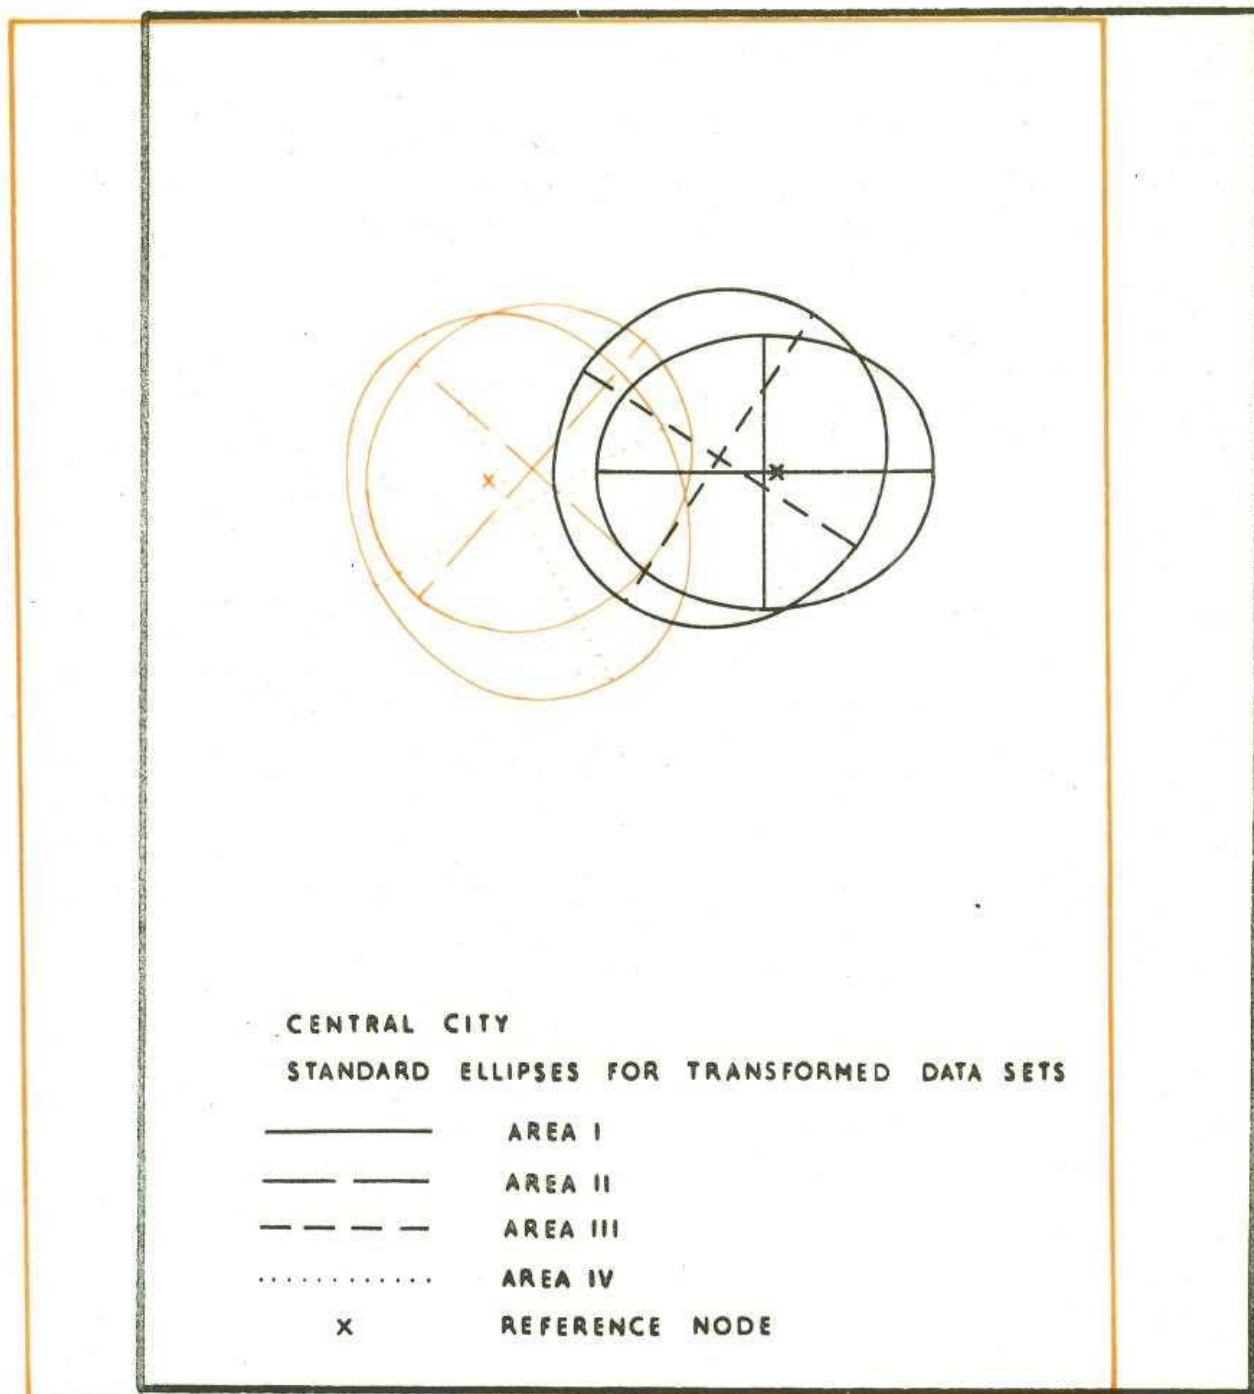 CENTRAL CITY
STANDARD ELLIPSES FOR TRANSFORMED DATA SETS
AREA I
AREA II
AREA III
AREA IV
X REFERENCE NODE